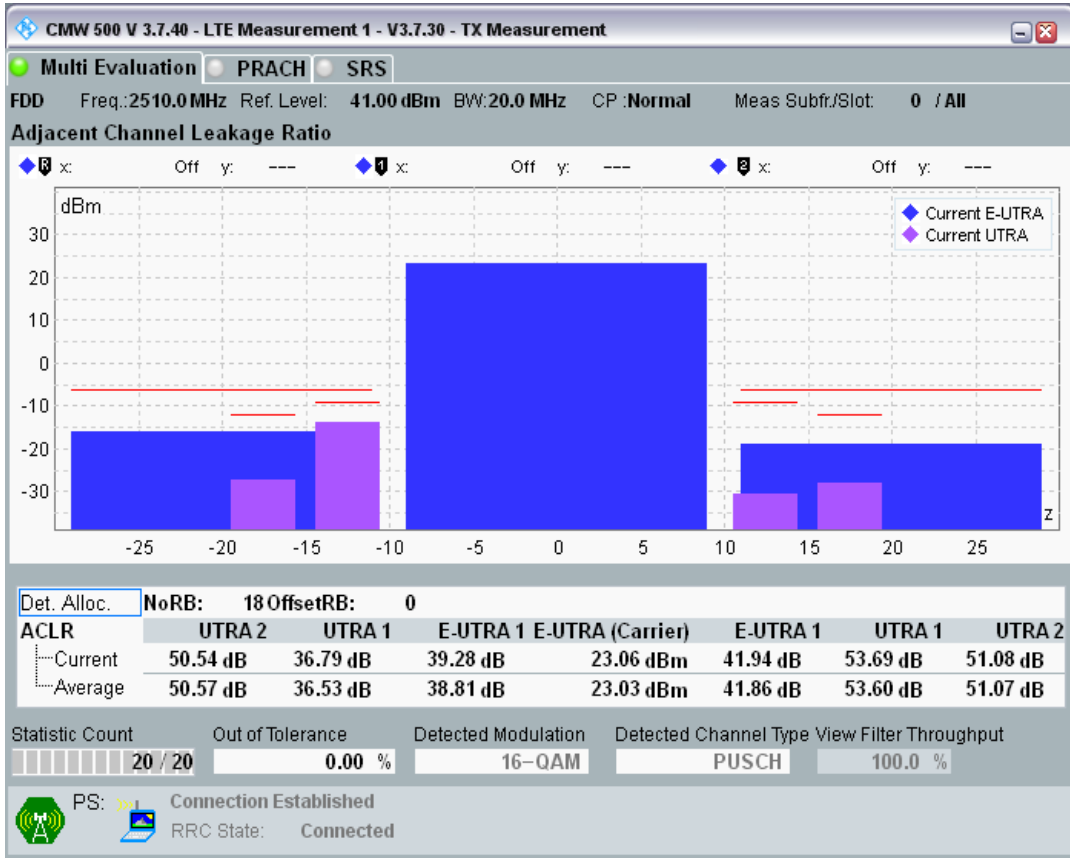 CMW 500 V 3.7.40 - LTE Measurement 1 - V3.7.30 - TX Measurement
Multi Evaluation PRACH SRS
FDD Freq.:2510.0 MHz Ref. Level: 41.00 dBm BW:20.0 MHz CP :Normal Meas Subfr./Slot: 0 / All
Adjacent Channel Leakage Ratio
R x: Off y: --- 1 x: Off y: --- 2 x: Off y: ---
dBm
Current E-UTRA
Current UTRA
30
20
10
0
-10
-20
-30
z
-25 -20 -15 -10 -5 0 5 10 15 20 25
Det. Alloc. NoRB: 18 OffsetRB: 0
ACLR UTRA 2 UTRA 1 E-UTRA 1 E-UTRA (Carrier) E-UTRA 1 UTRA 1 UTRA 2
Current 50.54 dB 36.79 dB 39.28 dB 23.06 dBm 41.94 dB 53.69 dB 51.08 dB
Average 50.57 dB 36.53 dB 38.81 dB 23.03 dBm 41.86 dB 53.60 dB 51.07 dB
Statistic Count Out of Tolerance Detected Modulation Detected Channel Type View Filter Throughput
20 / 20 0.00 % 16-QAM PUSCH 100.0 %
PS: Connection Established
RRC State: Connected